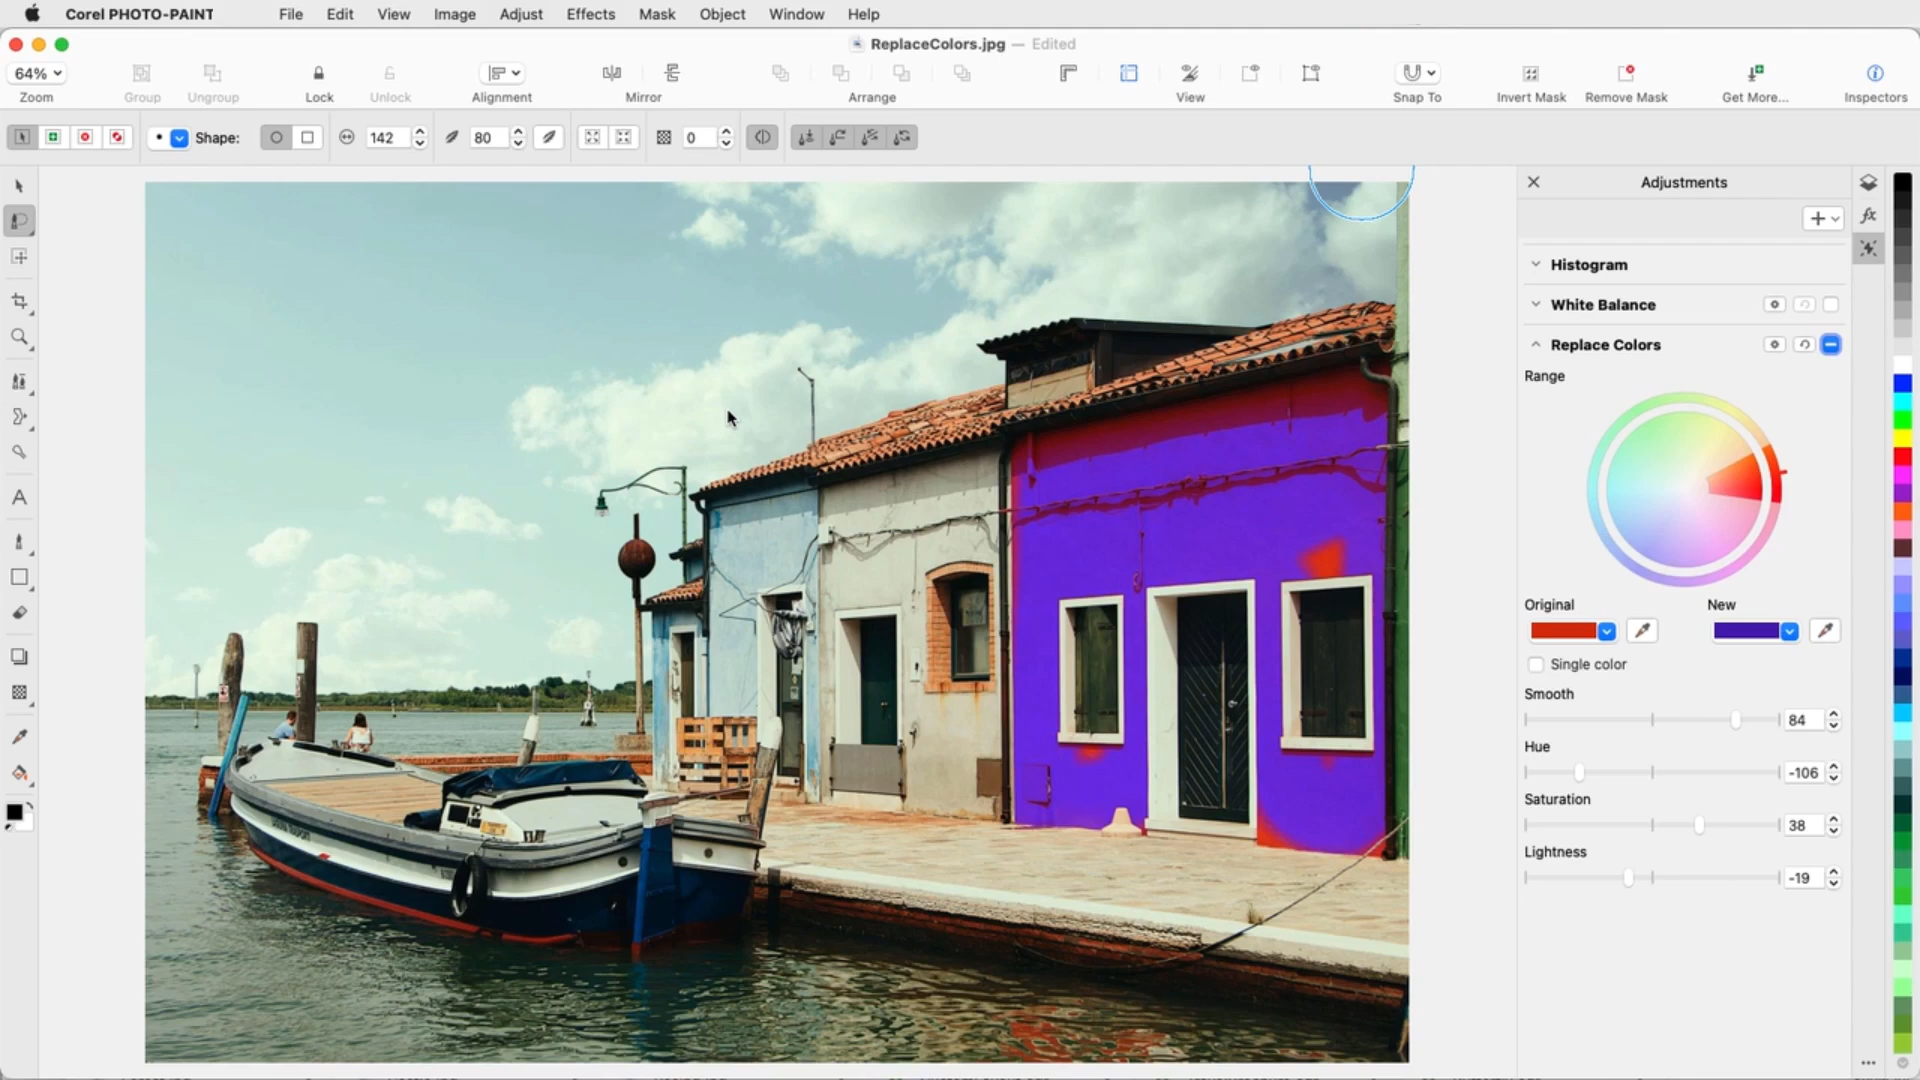 Corel PHOTO-PAINT File Edit View Image Adjust Effects Mask Object Window Help
ReplaceColors.jpg — Edited
64%
Zoom Group Ungroup Lock Unlock Alignment Mirror Arrange View Snap To Invert Mask Remove Mask Get More... Inspectors
Shape: 142 80 0
Adjustments
Histogram
White Balance
Replace Colors
Range
Original New
Single color
Smooth
84
Hue
-106
Saturation
38
Lightness
-19